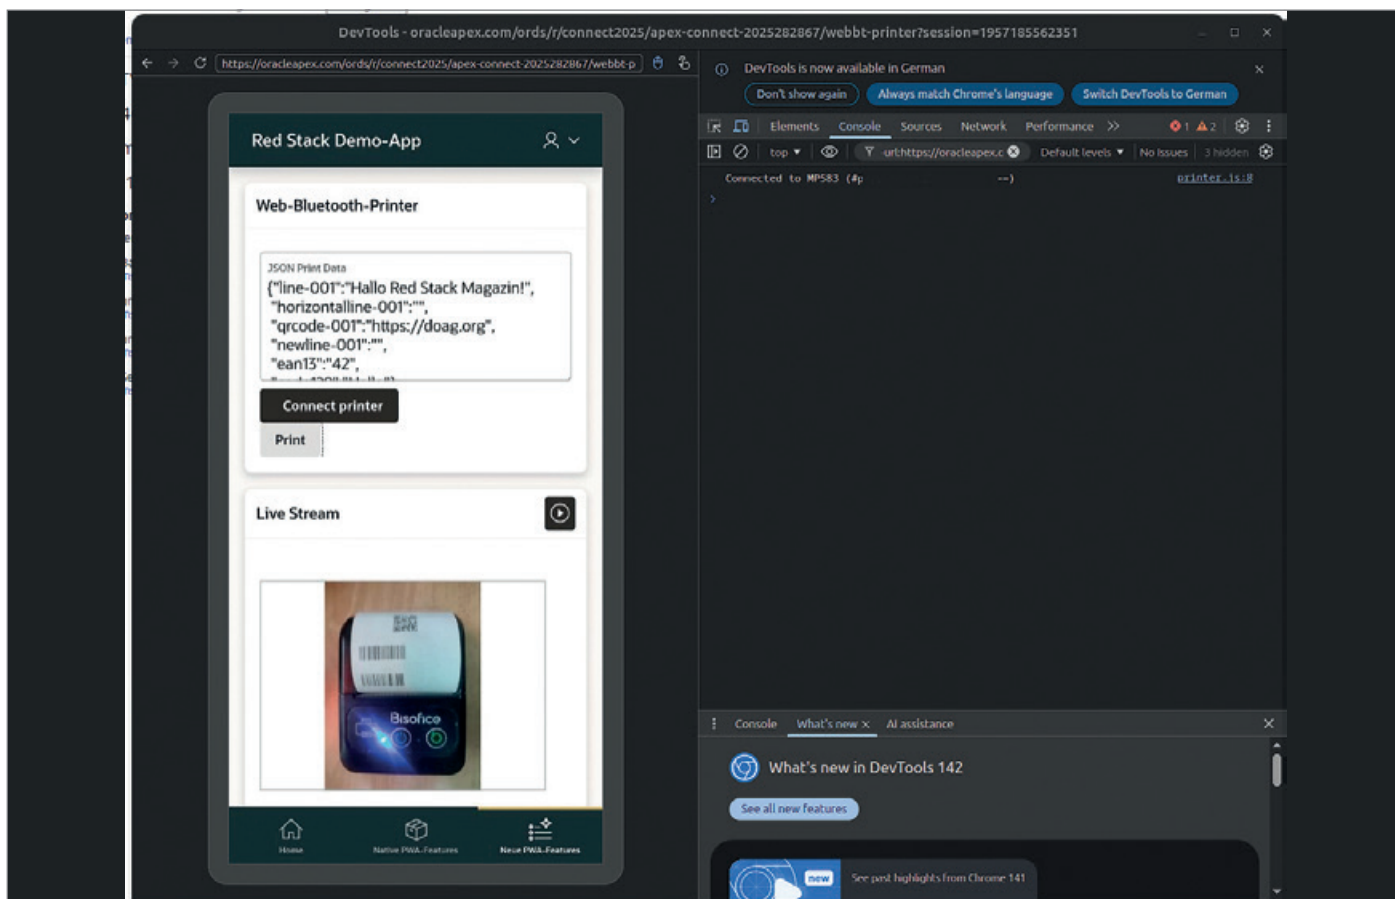 DevTools - oracleapex.com/ords/r/connect2025/apex-connect-2025282867/webbt-printer?session=1957185562351
https://oracleapex.com/ords/r/connect2025/apex-connect-2025282867/webbt-p
DevTools is now available in German
Don't show again Always match Chrome's language Switch DevTools to German
Elements Console Sources Network Performance 1 2
top -url:https://oracleapex.c Default levels No Issues 3 hidden
Connected to MP583 (#p --) printer.js:8
Red Stack Demo-App
Web-Bluetooth-Printer
JSON Print Data
{"line-001":"Hallo Red Stack Magazin!",
"horizontalline-001":"",
"qrcode-001":"https://doag.org",
"newline-001":"",
"ean13":"42",
Connect printer
Print
Live Stream
Bisofice
Home Native PWA-Features Neue PWA-Features
Console What's new AI assistance
What's new in DevTools 142
See all new features
new See past highlights from Chrome 141